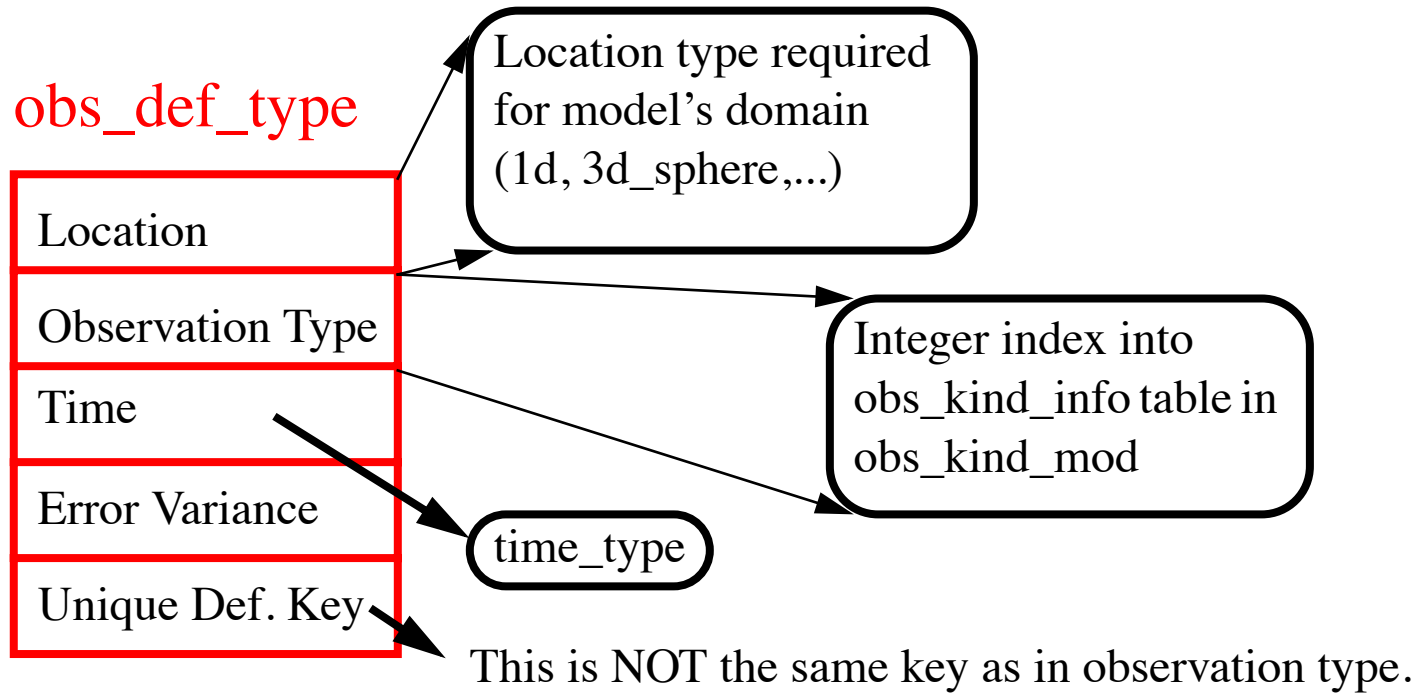 obs_def_type
Location
Observation Type
Time
Error Variance
Unique Def. Key
Location type required
for model’s domain
(1d, 3d_sphere,...)
Integer index into
obs_kind_info table in
obs_kind_mod
time_type
This is NOT the same key as in observation type.